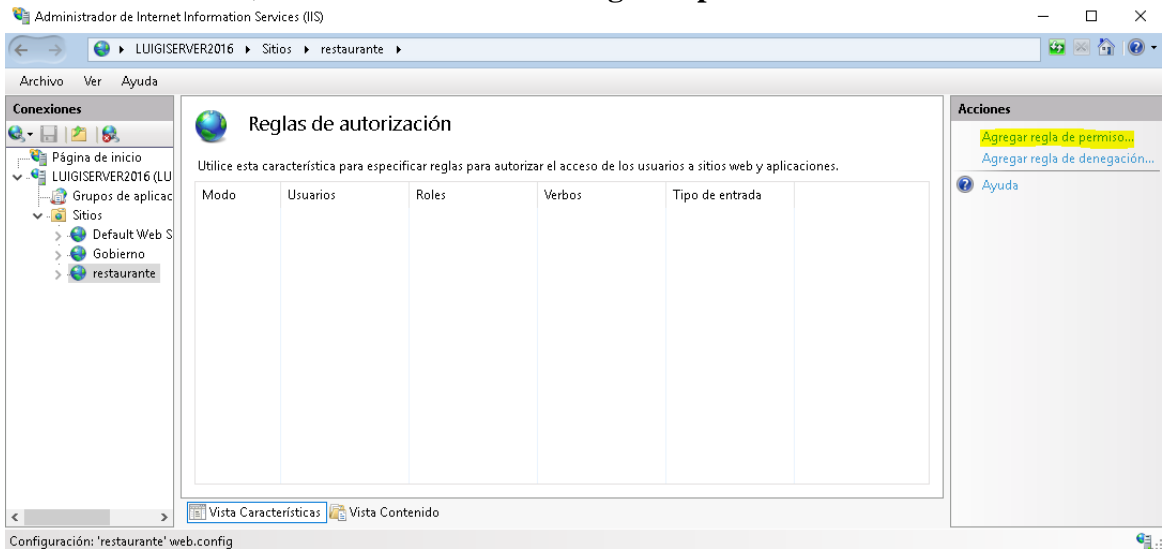 Administrador de Internet Information Services (IIS)
LUIGISERVER2016 Sitios restaurante
Archivo Ver Ayuda
Conexiones
Página de inicio
LUIGISERVER2016 (LU
Grupos de aplicac
Sitios
Default Web S
Gobierno
restaurante
Reglas de autorización
Utilice esta característica para especificar reglas para autorizar el acceso de los usuarios a sitios web y aplicaciones.
Modo Usuarios Roles Verbos Tipo de entrada
Vista Características Vista Contenido
Acciones
Agregar regla de permiso...
Agregar regla de denegación...
Ayuda
Configuración: 'restaurante' web.config